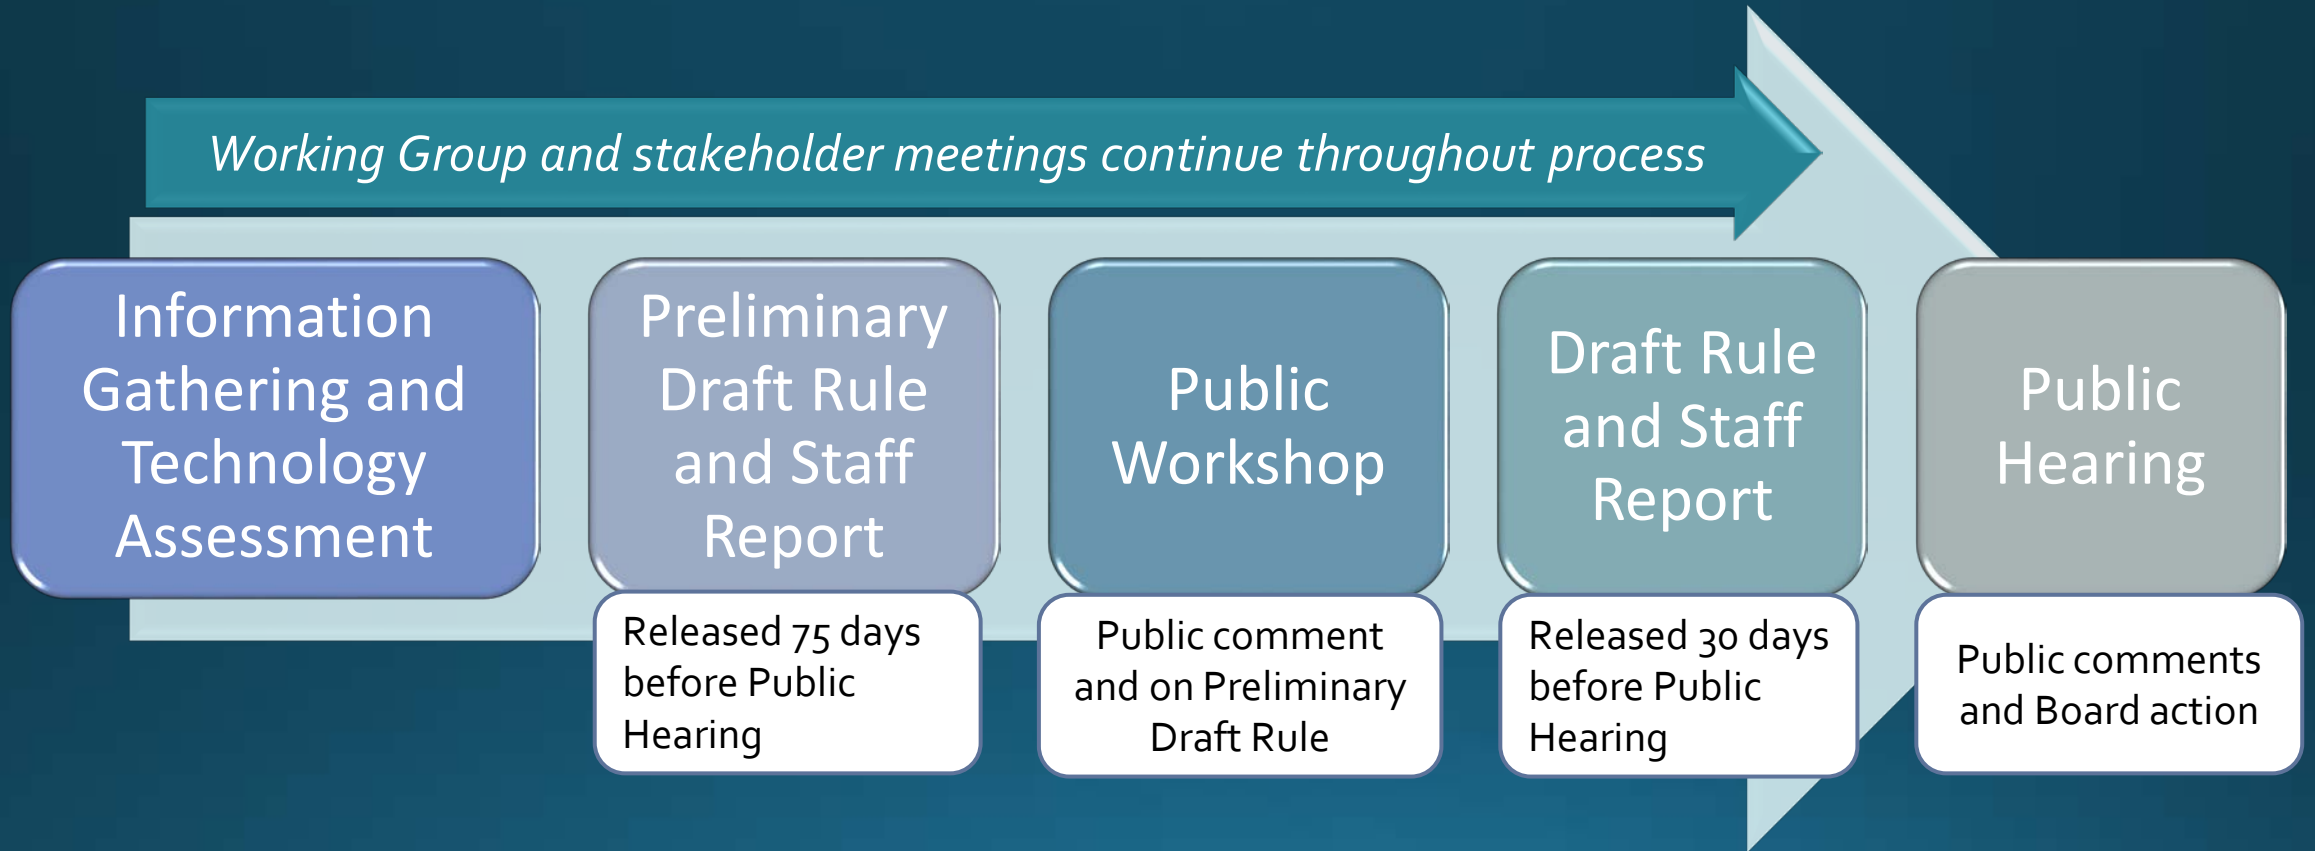 Working Group and stakeholder meetings continue throughout process
Information
Gathering and
Technology
Assessment
Preliminary
Draft Rule
and Staff
Report
Public
Workshop
Draft Rule
and Staff
Report
Public
Hearing
Released 75 days
before Public
Hearing
Public comment
and on Preliminary
Draft Rule
Released 30 days
before Public
Hearing
Public comments
and Board action